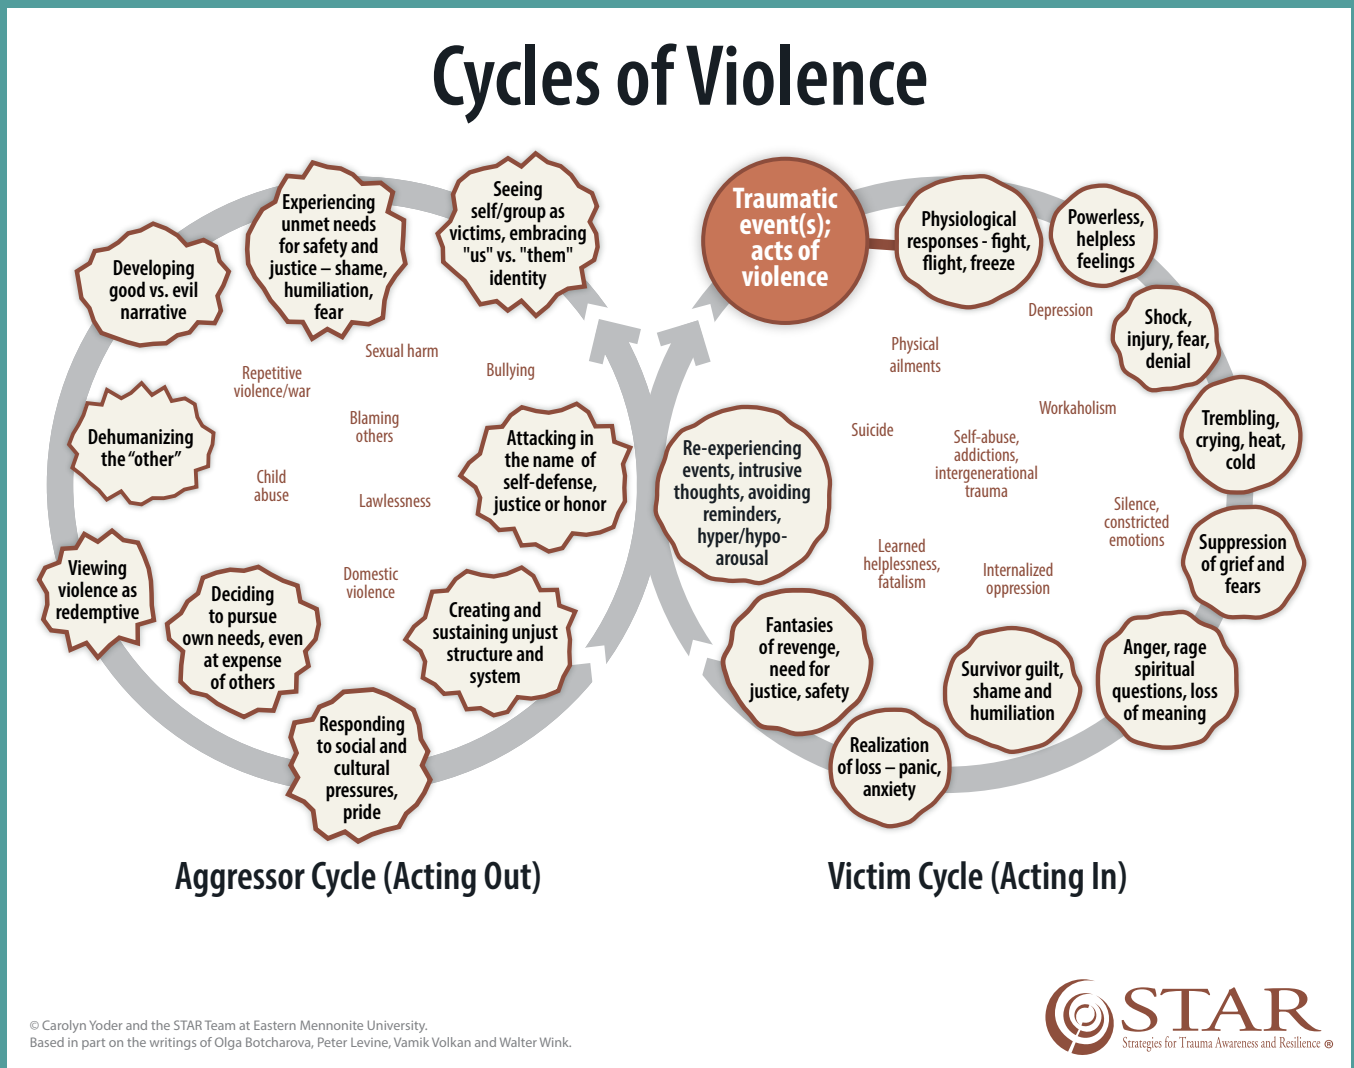 Cycles of Violence
Seeing
self/group as
victims, embracing
"us" vs. "them"
identity
Experiencing
unmet needs
for safety and
justice – shame,
humiliation,
fear
Developing
good vs. evil
narrative
Dehumanizing
the “other”
Viewing
violence as
redemptive
Deciding
to pursue
own needs, even
at expense
of others
Responding
to social and
cultural
pressures,
pride
Creating and
sustaining unjust
structure and
system
Attacking in
the name of
self-defense,
justice or honor
Sexual harm
Bullying
Repetitive
violence/war
Blaming
others
Child
abuse
Lawlessness
Domestic
violence
Aggressor Cycle (Acting Out)
Traumatic
event(s);
acts of
violence
Physiological
responses - fight,
flight, freeze
Powerless,
helpless
feelings
Shock,
injury, fear,
denial
Trembling,
crying, heat,
cold
Suppression
of grief and
fears
Anger, rage
spiritual
questions, loss
of meaning
Survivor guilt,
shame and
humiliation
Realization
of loss – panic,
anxiety
Fantasies
of revenge,
need for
justice, safety
Re-experiencing
events, intrusive
thoughts, avoiding
reminders,
hyper/hypo-
arousal
Depression
Physical
ailments
Workaholism
Suicide
Self-abuse,
addictions,
intergenerational
trauma
Silence,
constricted
emotions
Learned
helplessness,
fatalism
Internalized
oppression
Victim Cycle (Acting In)
© Carolyn Yoder and the STAR Team at Eastern Mennonite University.
Based in part on the writings of Olga Botcharova, Peter Levine, Vamik Volkan and Walter Wink.
STAR
Strategies for Trauma Awareness and Resilience ®